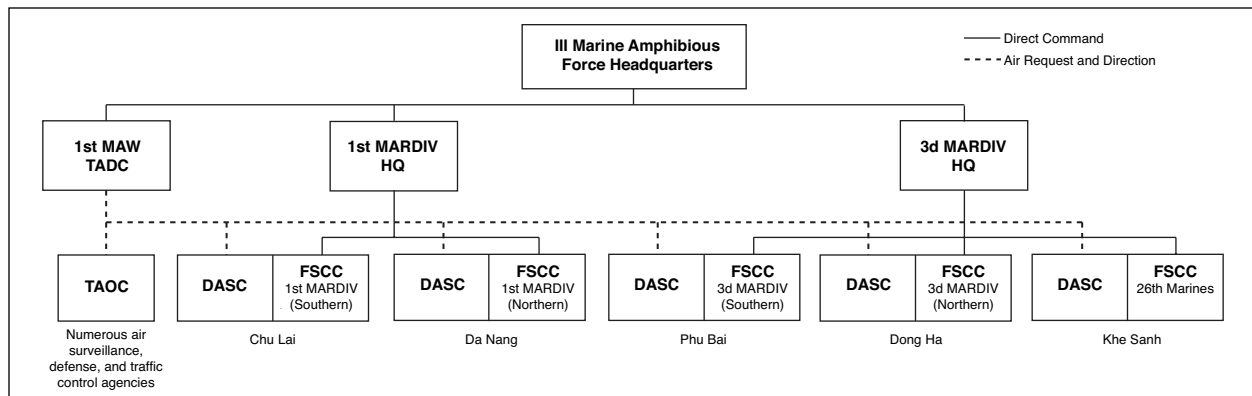 III Marine Amphibious
Force Headquarters
Direct Command
Air Request and Direction
1st MAW
TADC
1st MARDIV
HQ
3d MARDIV
HQ
TAOC
Numerous air
surveillance,
defense, and traffic
control agencies
DASC
FSCC
1st MARDIV
(Southern)
Chu Lai
DASC
FSCC
1st MARDIV
(Northern)
Da Nang
DASC
FSCC
3d MARDIV
(Southern)
Phu Bai
DASC
FSCC
3d MARDIV
(Northern)
Dong Ha
DASC
FSCC
26th Marines
Khe Sanh